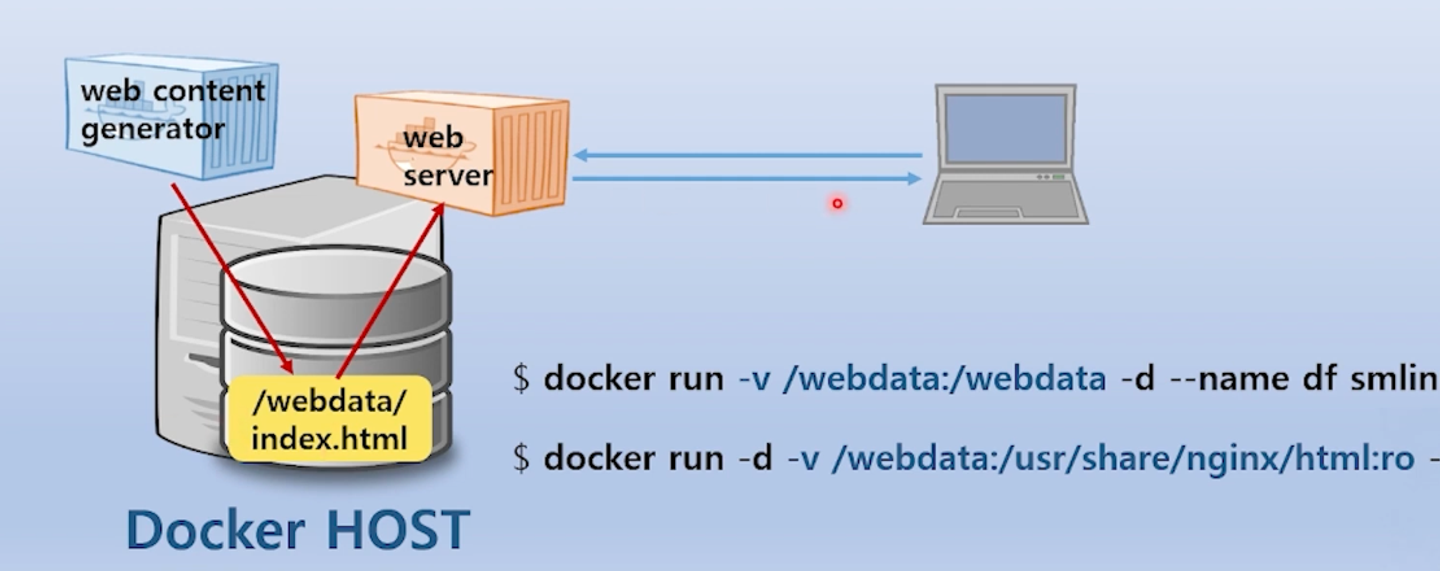 web content
generator
web
server
/webdata/
index.html
$ docker run -v /webdata:/webdata -d --name df smlin
$ docker run -d -v /webdata:/usr/share/nginx/html:ro -
Docker HOST